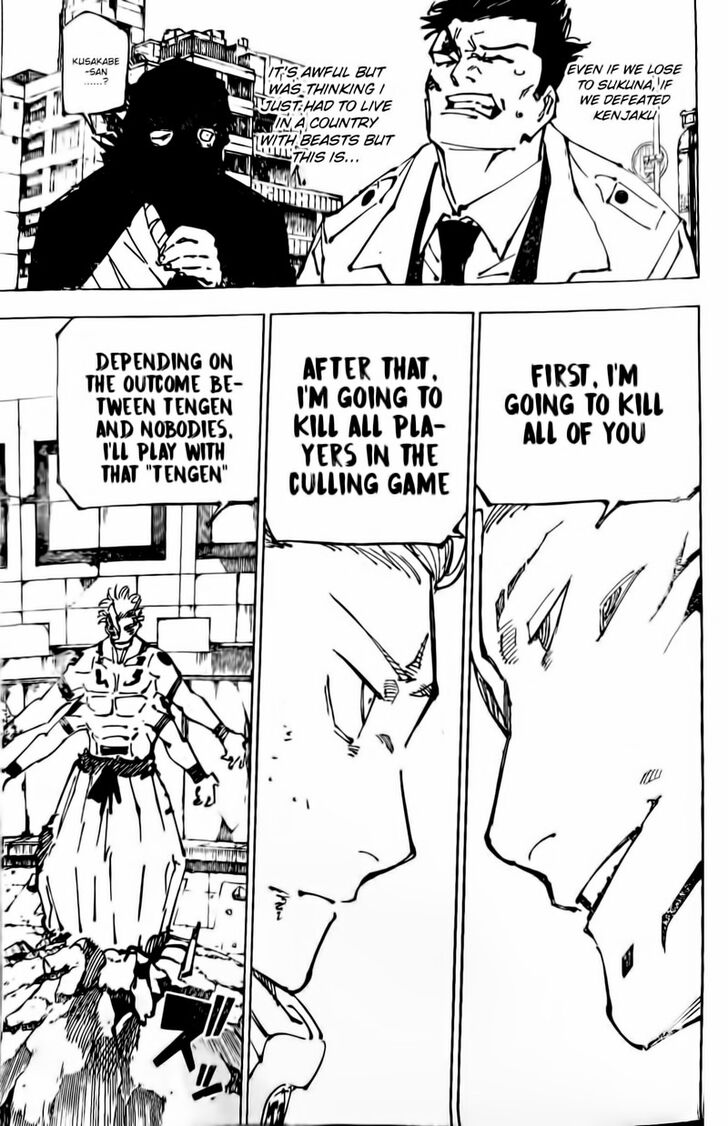 EVEN IF WE LOSE
TO SUKUNA, IF
WE DEFEATED
KENJAKU
IT'S AWFUL BUT
WAS THINKING I
JUST HAD TO LIVE
IN A COUNTRY
WITH BEASTS BUT
THIS IS...
KUSAKABE
-SAN
......?
FIRST, I'M
GOING TO KILL
ALL OF YOU
AFTER THAT,
I'M GOING TO
KILL ALL PLA-
YERS IN THE
CULLING GAME
DEPENDING ON
THE OUTCOME BE-
TWEEN TENGEN
AND NOBODIES,
I'LL PLAY WITH
THAT "TENGEN"
ズ